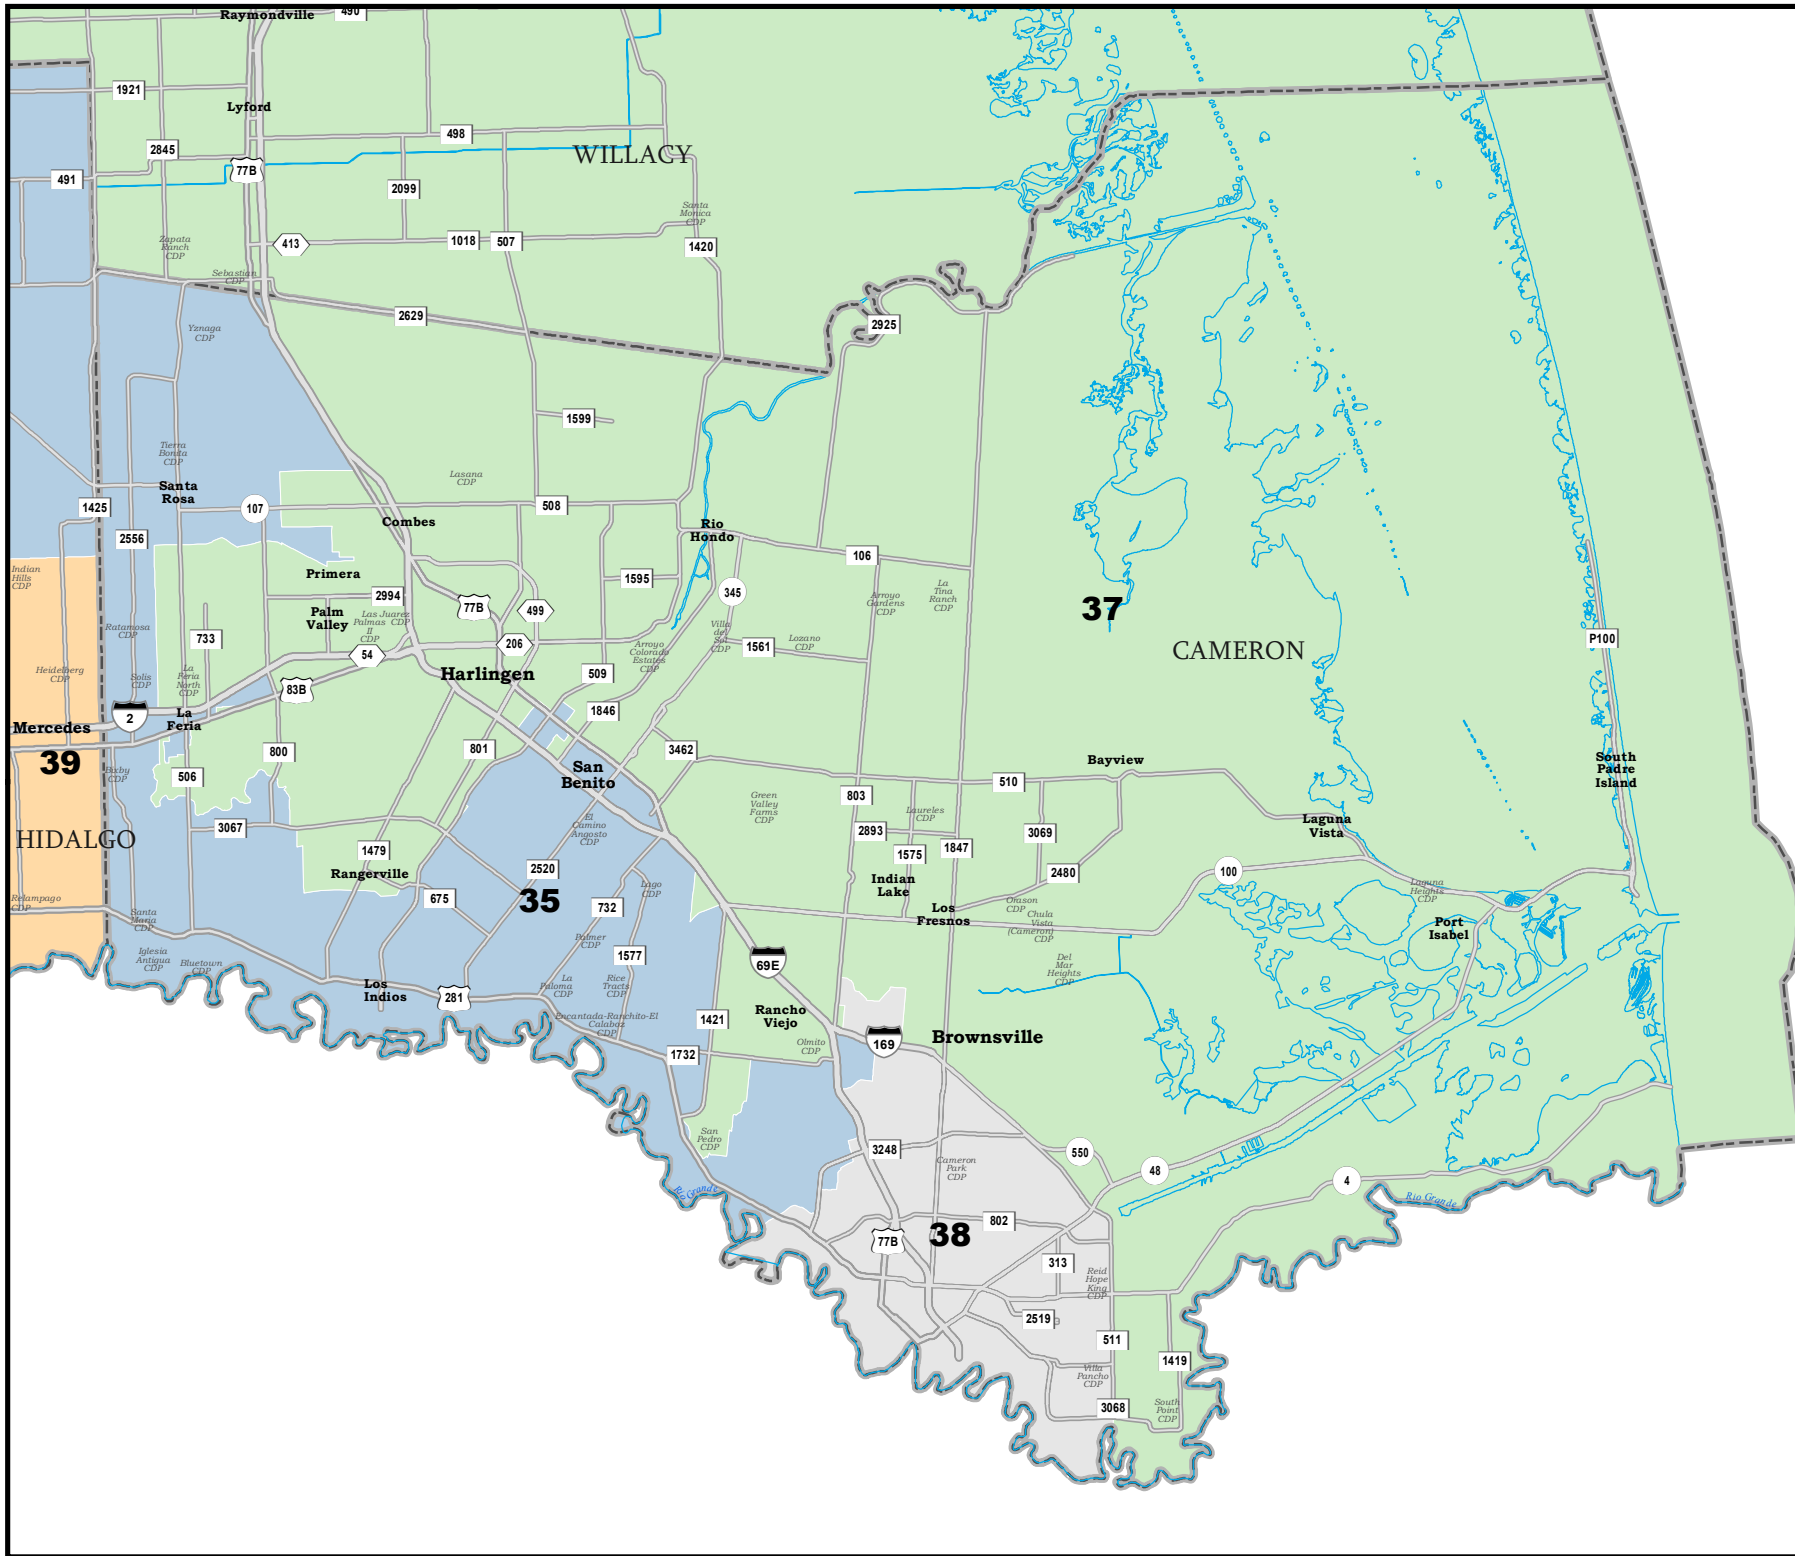 Raymondville
490
1921
Lyford
498
2845
WILLACY
77B
491
2099
Santa
Monica
CDP
Zapata
Ranch
CDP
413
1018
507
1420
Sebastian
CDP
2629
2925
Yznaga
CDP
1599
Tierra
Bonita
CDP
Lasana
CDP
Santa
Rosa
1425
107
508
Combes
Rio
Hondo
2556
106
Indian
Hills
CDP
Primera
1595
345
La
Tina
Ranch
CDP
Arroyo
Gardens
CDP
2994
77B
499
37
Palm
Valley
Las Juarez
Palmas CDP
II
CDP
Ratamosa
CDP
733
206
Villa
del
Sol
CDP
1561
Lozano
CDP
P100
CAMERON
54
Arroyo
Colorado
Estates
CDP
Heidelberg
CDP
Solis
CDP
La
Feria
North
CDP
83B
Harlingen
509
2
La
Feria
1846
Mercedes
39
800
801
3462
Bayview
South
Padre
Island
San
Benito
Bixby
CDP
506
510
803
Green
Valley
Farms
CDP
Laureles
CDP
Laguna
Vista
3067
El
Camino
Angosto
CDP
2893
3069
HIDALGO
1479
1575
1847
Rangerville
2520
2480
100
Indian
Lake
Lago
CDP
Laguna
Heights
CDP
Relampago
CDP
675
35
732
Orason
CDP
Los
Fresnos
Chula
Vista
(Cameron)
CDP
Santa
Maria
CDP
Port
Isabel
Palmer
CDP
1577
69E
Iglesia
Antigua
CDP
Bluetown
CDP
Del
Mar
Heights
CDP
Los
Indios
281
La
Paloma
CDP
Rice
Tracts
CDP
Encantada-Ranchito-El
Calaboz
CDP
1421
Rancho
Viejo
169
Brownsville
Olmito
CDP
1732
San
Pedro
CDP
3248
550
Cameron
Park
CDP
48
4
Rio Grande
Rio Grande
802
38
77B
313
Reid
Hope
King
CDP
2519
511
1419
Villa
Pancho
CDP
3068
South
Point
CDP